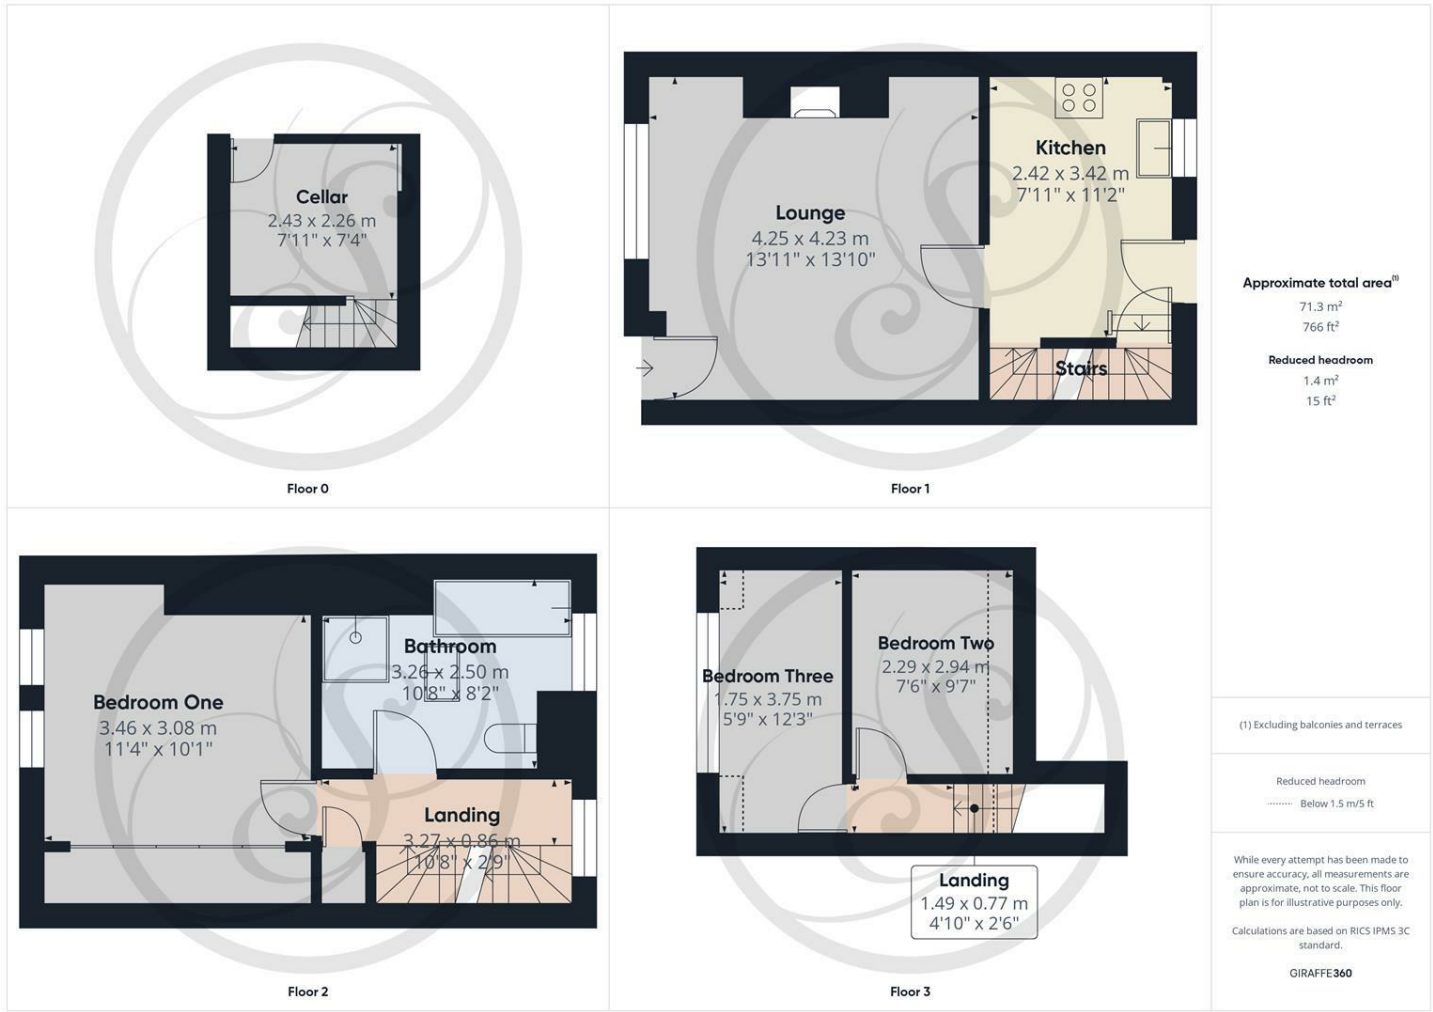 Cellar
2.43 x 2.26 m
7'11" x 7'4"
Floor 0
Lounge
4.25 x 4.23 m
13'11" x 13'10"
Kitchen
2.42 x 3.42 m
7'11" x 11'2"
Stairs
Floor 1
Bedroom One
3.46 x 3.08 m
11'4" x 10'1"
Bathroom
3.26 x 2.50 m
10'8" x 8'2"
Landing
3.27 x 0.86 m
10'8" x 2'9"
Floor 2
Bedroom Three
1.75 x 3.75 m
5'9" x 12'3"
Bedroom Two
2.29 x 2.94 m
7'6" x 9'7"
Landing
1.49 x 0.77 m
4'10" x 2'6"
Floor 3
Approximate total area(1)
71.3 m²
766 ft²
Reduced headroom
1.4 m²
15 ft²
(1) Excluding balconies and terraces
Reduced headroom
Below 1.5 m/5 ft
While every attempt has been made to
ensure accuracy, all measurements are
approximate, not to scale. This floor
plan is for illustrative purposes only.
Calculations are based on RICS IPMS 3C
standard.
GIRAFFE360